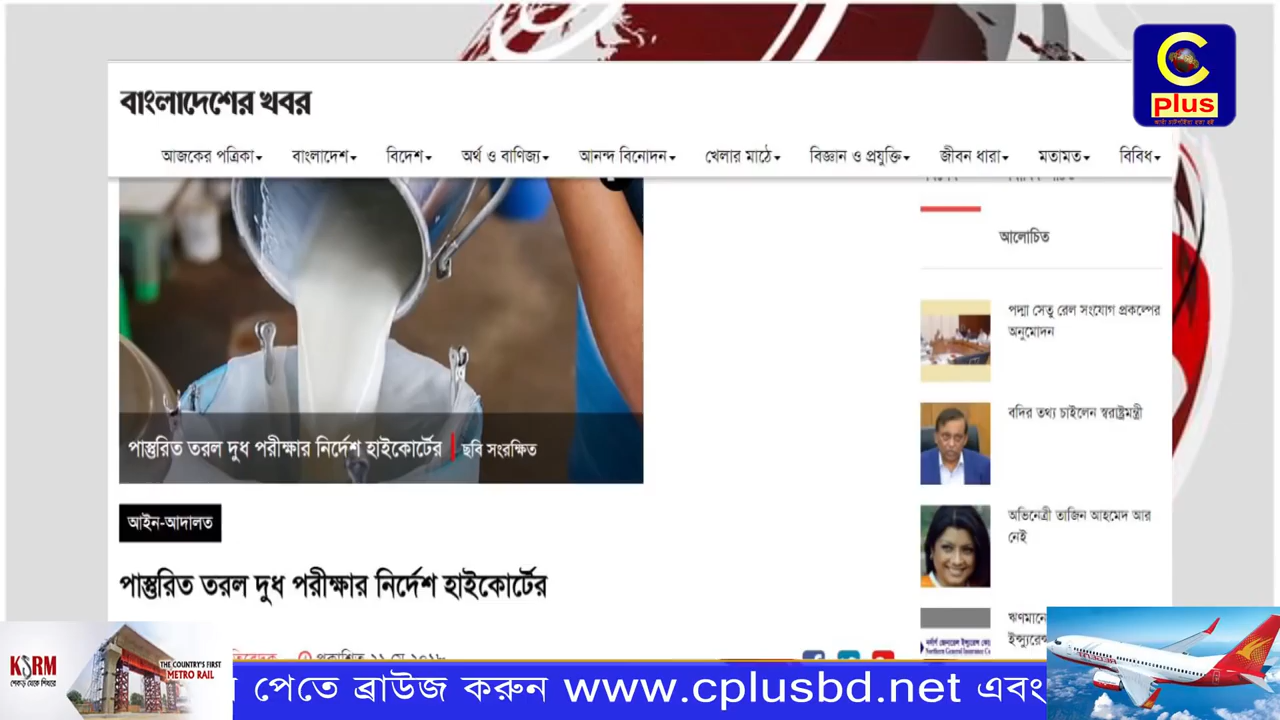 C
plus
বাংলাদেশের খবর
আজকের পত্রিকা
বাংলাদেশ
বিদেশ
অর্থ ও বাণিজ্য
আনন্দ বিনোদন
খেলার মাঠে
বিজ্ঞান ও প্রযুক্তি
জীবন ধারা
মতামত
বিবিধ
আলোচিত
পদ্মা সেতু রেল সংযোগ প্রকল্পের
অনুমোদন
বদির তথ্য চাইলেন স্বরাষ্ট্রমন্ত্রী
অভিনেত্রী তাজিন আহমেদ আর
নেই
পাস্তুরিত তরল দুধ পরীক্ষার নির্দেশ হাইকোর্টের | ছবি সংরক্ষিত
আইন-আদালত
পাস্তুরিত তরল দুধ পরীক্ষার নির্দেশ হাইকোর্টের
KSRM
THE COUNTRY'S FIRST
METRO RAIL
পেতে ব্রাউজ করুন www.cplusbd.net এবং